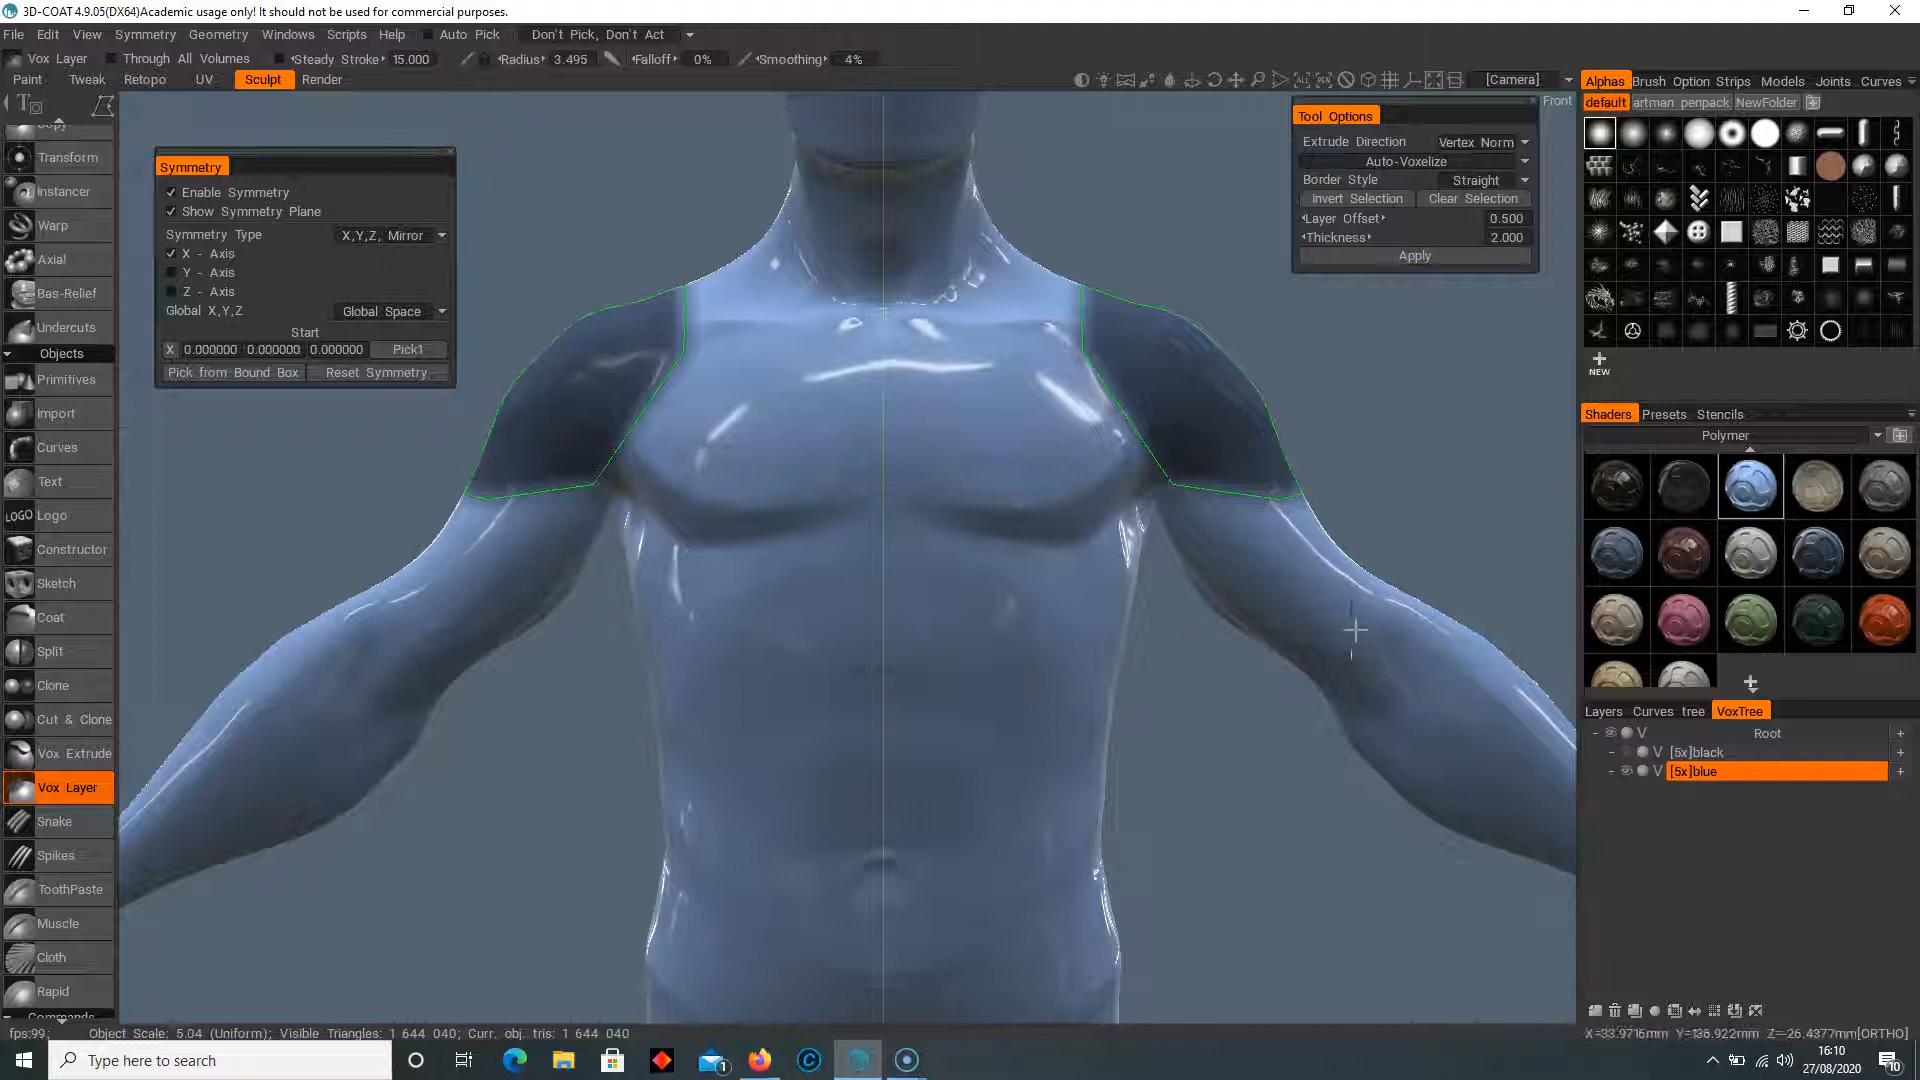 3D-COAT 4.9.05(DX64)Academic usage only! It should not be used for commercial purposes.
File Edit View Symmetry Geometry Windows Scripts Help Auto Pick Don't Pick, Don't Act
Vox Layer Through All Volumes Steady Stroke 15.000 Radius 3.495 Falloff 0% Smoothing 4%
Paint Tweak Retopo UV Sculpt Render [Camera]
Front
Transform
Instancer
Warp
Axial
Bas-Relief
Undercuts
Objects
Primitives
Import
Curves
Text
LOGO Logo
Constructor
Sketch
Coat
Split
Clone
Cut & Clone
Vox Extrude
Vox Layer
Snake
Spikes
ToothPaste
Muscle
Cloth
Rapid
Commands
Symmetry
Enable Symmetry
Show Symmetry Plane
Symmetry Type X,Y,Z, Mirror
X - Axis
Y - Axis
Z - Axis
Global X,Y,Z Global Space
Start
X 0.000000 0.000000 0.000000 Pick1
Pick from Bound Box Reset Symmetry
Tool Options
Extrude Direction Vertex Norm
Auto-Voxelize
Border Style Straight
Invert Selection Clear Selection
Layer Offset 0.500
Thickness 2.000
Apply
Alphas Brush Option Strips Models Joints Curves
default artman penpack NewFolder
NEW
Shaders Presets Stencils
Polymer
Layers Curves tree VoxTree
V Root
V [5x]black
V [5x]blue
fps:99; Object Scale: 5.04 (Uniform); Visible Triangles: 1 644 040; Curr. obj. tris: 1 644 040
X=33.9716mm Y=136.922mm Z=-26.4377mm[ORTHO]
Type here to search
1
16:10
27/08/2020
10